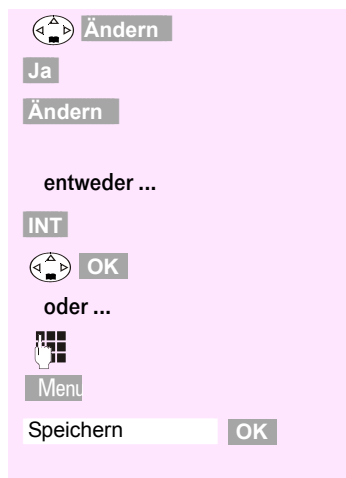 Ändern
Ja
Ändern
entweder ...
INT
OK
oder ...
Menu
Speichern OK